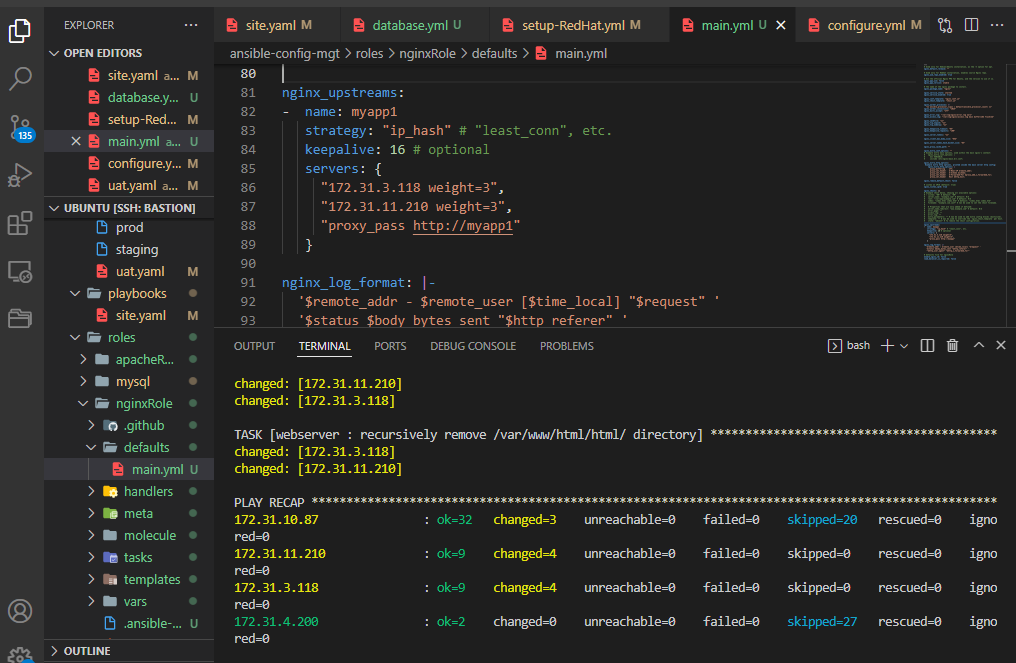 EXPLORER
···
site.yaml M
database.yml U
setup-RedHat.yml M
main.yml U
configure.yml M
···
OPEN EDITORS
site.yaml a... M
database.y... U
setup-Red... M
main.yml ...a U
configure.y... M
uat.yaml a... M
135
UBUNTU [SSH: BASTION]
prod
staging
uat.yaml M
playbooks
site.yaml M
roles
apacheR...
mysql
nginxRole
.github
defaults
main.yml U
handlers
meta
molecule
tasks
templates
vars
.ansible-... U
OUTLINE
ansible-config-mgt > roles > nginxRole > defaults > main.yml
80
81 nginx_upstreams:
82 - name: myapp1
83 strategy: "ip_hash" # "least_conn", etc.
84 keepalive: 16 # optional
85 servers: {
86 "172.31.3.118 weight=3",
87 "172.31.11.210 weight=3",
88 "proxy_pass http://myapp1"
89 }
90
91 nginx_log_format: |-
92 '$remote_addr - $remote_user [$time_local] "$request" '
93 '$status $body_bytes_sent "$http_referer" '
OUTPUT TERMINAL PORTS DEBUG CONSOLE PROBLEMS
bash
changed: [172.31.11.210]
changed: [172.31.3.118]
TASK [webserver : recursively remove /var/www/html/html/ directory] *****************************************
changed: [172.31.3.118]
changed: [172.31.11.210]
PLAY RECAP **************************************************************************************************
172.31.10.87 : ok=32 changed=3 unreachable=0 failed=0 skipped=20 rescued=0 igno
red=0
172.31.11.210 : ok=9 changed=4 unreachable=0 failed=0 skipped=0 rescued=0 igno
red=0
172.31.3.118 : ok=9 changed=4 unreachable=0 failed=0 skipped=0 rescued=0 igno
red=0
172.31.4.200 : ok=2 changed=0 unreachable=0 failed=0 skipped=27 rescued=0 igno
red=0